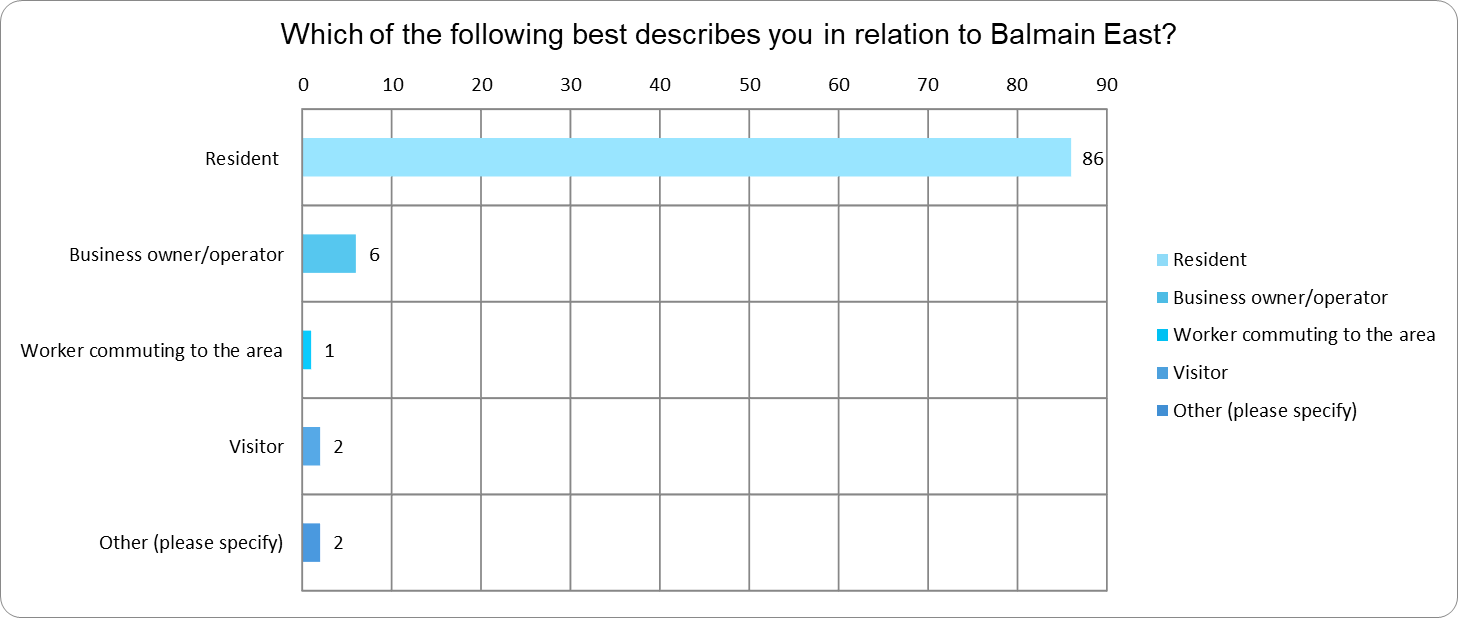 Which of the following best describes you in relation to Balmain East?
0 10 20 30 40 50 60 70 80 90
Resident 86
Business owner/operator 6
Worker commuting to the area 1
Visitor 2
Other (please specify) 2
Resident
Business owner/operator
Worker commuting to the area
Visitor
Other (please specify)